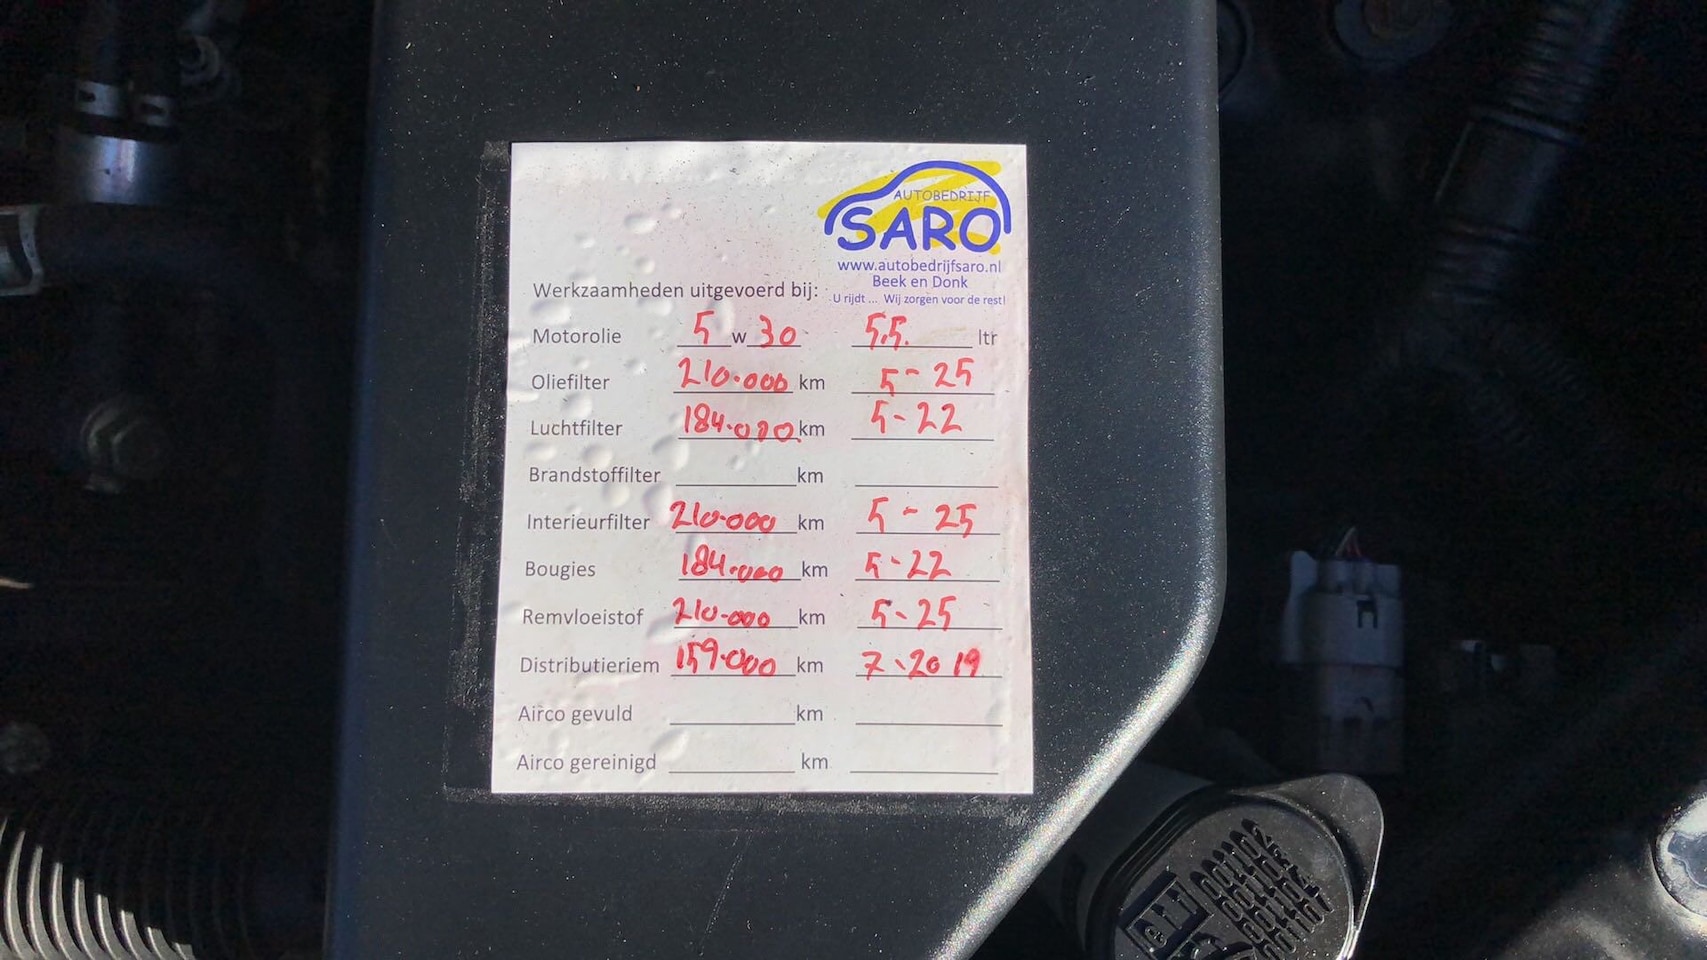 AUTOBEDRIJF
SARO
www.autobedrijfsaro.nl
Beek en Donk
U rijdt ... Wij zorgen voor de rest!
Werkzaamheden uitgevoerd bij:
Motorolie 5 w 30 5,5. ltr
Oliefilter 210.000 km 5-25
Luchtfilter 184.000 km 5-22
Brandstoffilter km
Interieurfilter 210.000 km 5-25
Bougies 184.000 km 5-22
Remvloeistof 210.000 km 5-25
Distributieriem 159.000 km 7-2019
Airco gevuld km
Airco gereinigd km